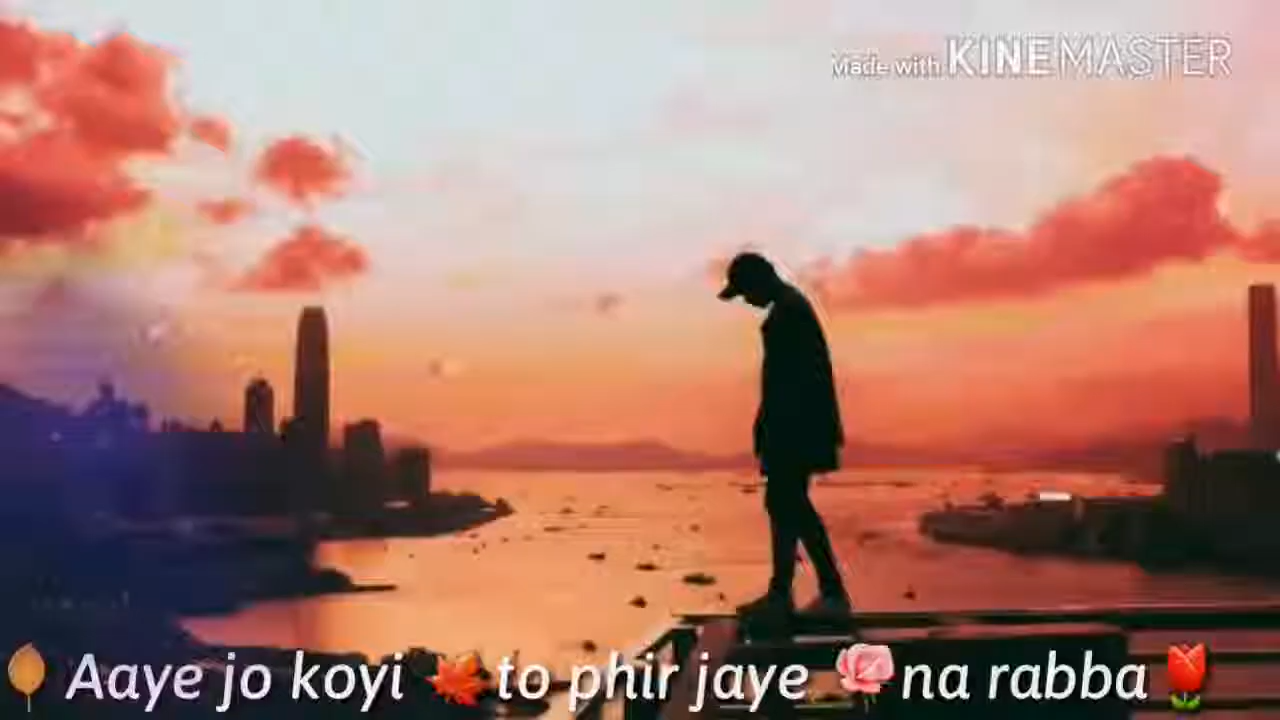 Made with KINEMASTER
🍂 Aaye jo koyi 🍁 to phir jaye 🌹 na rabba 🌷